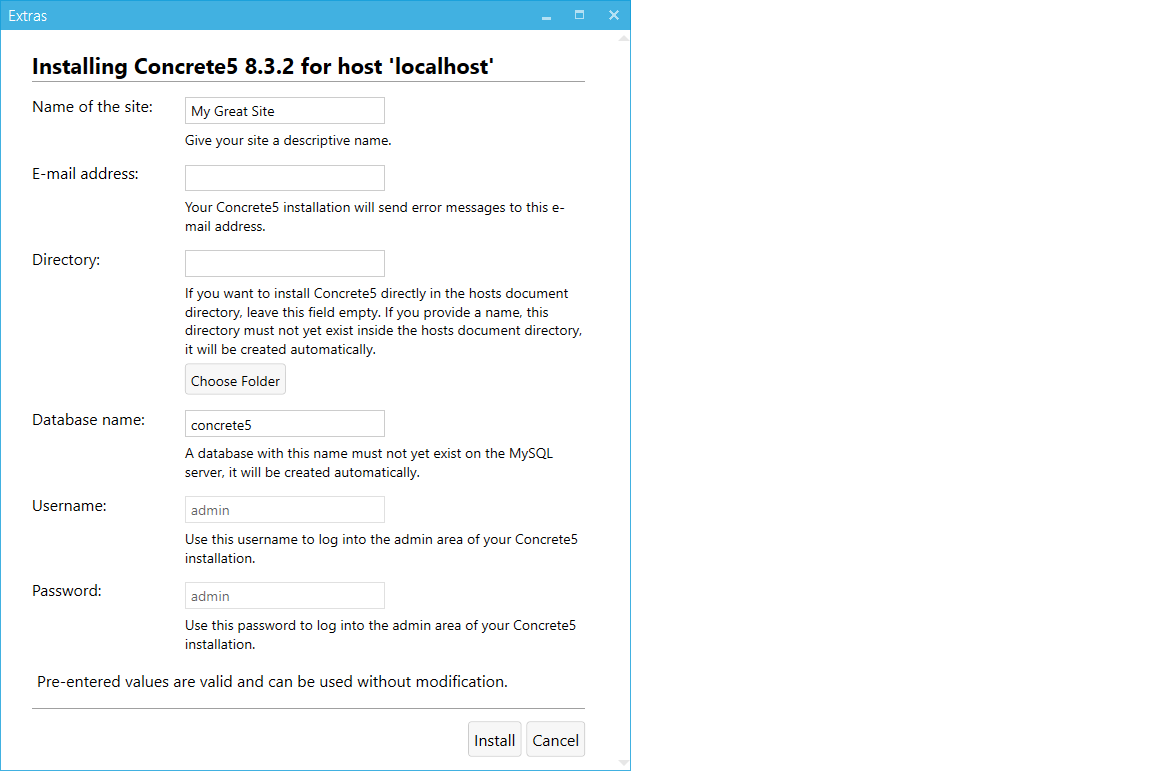 Extras
Installing Concrete5 8.3.2 for host 'localhost'
Name of the site:
My Great Site
Give your site a descriptive name.
E-mail address:
Your Concrete5 installation will send error messages to this e-
mail address.
Directory:
If you want to install Concrete5 directly in the hosts document
directory, leave this field empty. If you provide a name, this
directory must not yet exist inside the hosts document directory,
it will be created automatically.
Choose Folder
Database name:
concrete5
A database with this name must not yet exist on the MySQL
server, it will be created automatically.
Username:
admin
Use this username to log into the admin area of your Concrete5
installation.
Password:
admin
Use this password to log into the admin area of your Concrete5
installation.
Pre-entered values are valid and can be used without modification.
Install Cancel